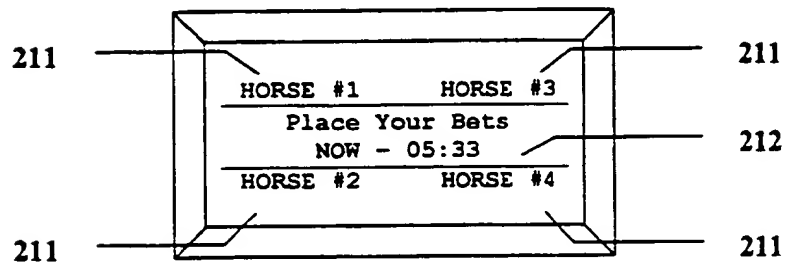 211 211
HORSE #1 HORSE #3
Place Your Bets
NOW - 05:33
212
HORSE #2 HORSE #4
211 211